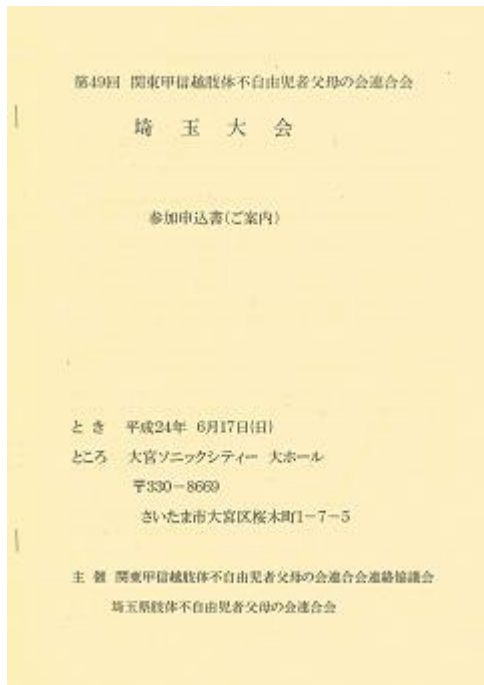 第49回 関東甲信越肢体不自由児者父母の会連合会
埼 玉 大 会
参加申込書(ご案内)
と き 平成24年 6月17日(日)
ところ 大宮ソニックシティー 大ホール
〒330－8669
さいたま市大宮区桜木町1－7－5
主 催 関東甲信越肢体不自由児者父母の会連合会連絡協議会
埼玉県肢体不自由児者父母の会連合会